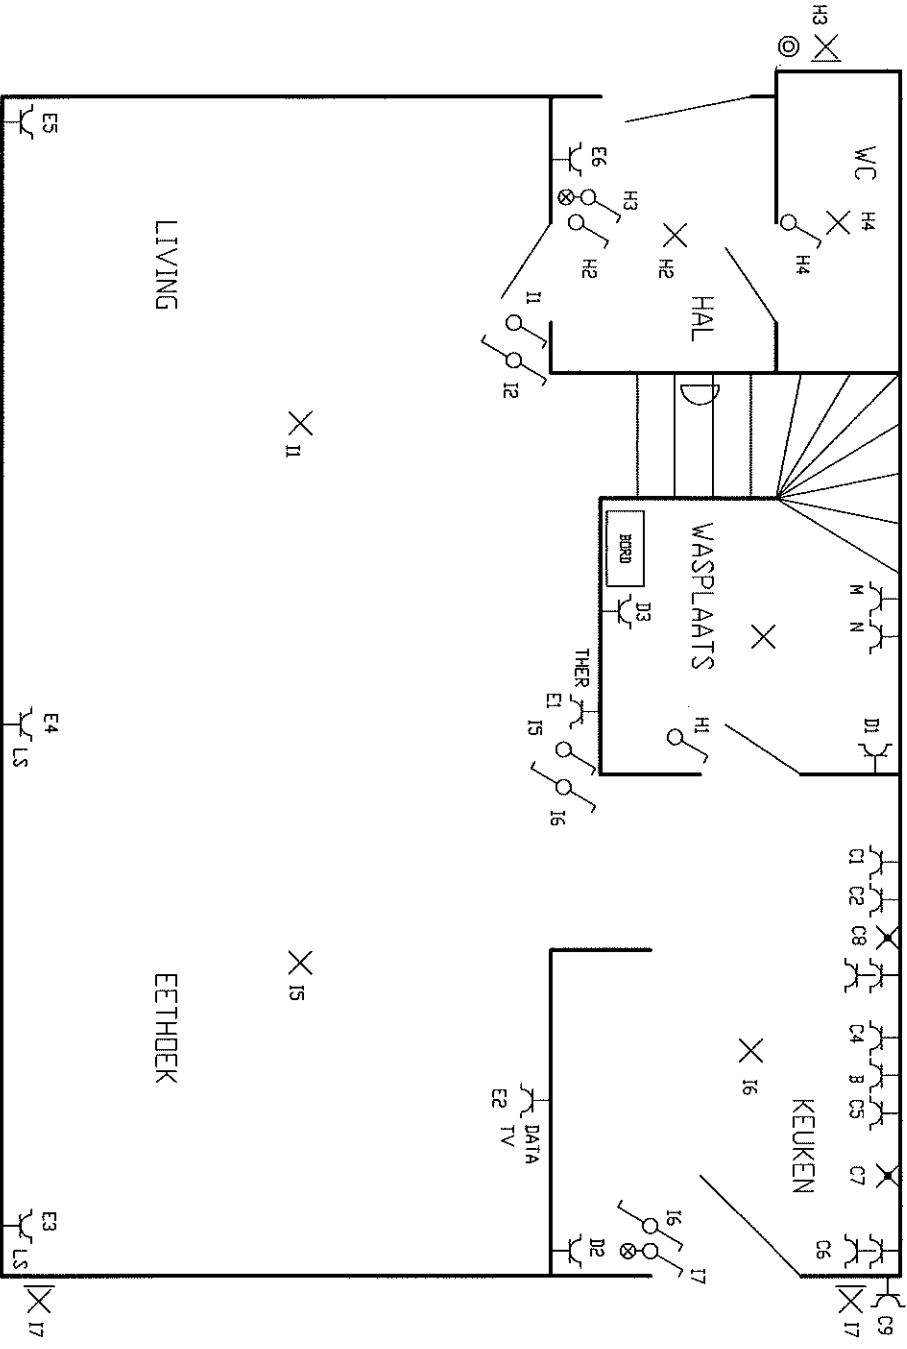 H3
WC
H4
H4
E5
E6
H3
H2
H2
HAL
LIVING
I1
I2
I1
BORD
WASPLAATS
M
N
D3
THER
E1
I5
I6
H1
D1
E4
LS
C1
C2
C8
C4
B
C5
C7
C6
C9
I5
EETHOEK
I6
KEUKEN
E2
DATA
TV
I6
I7
D2
E3
LS
I7
I7